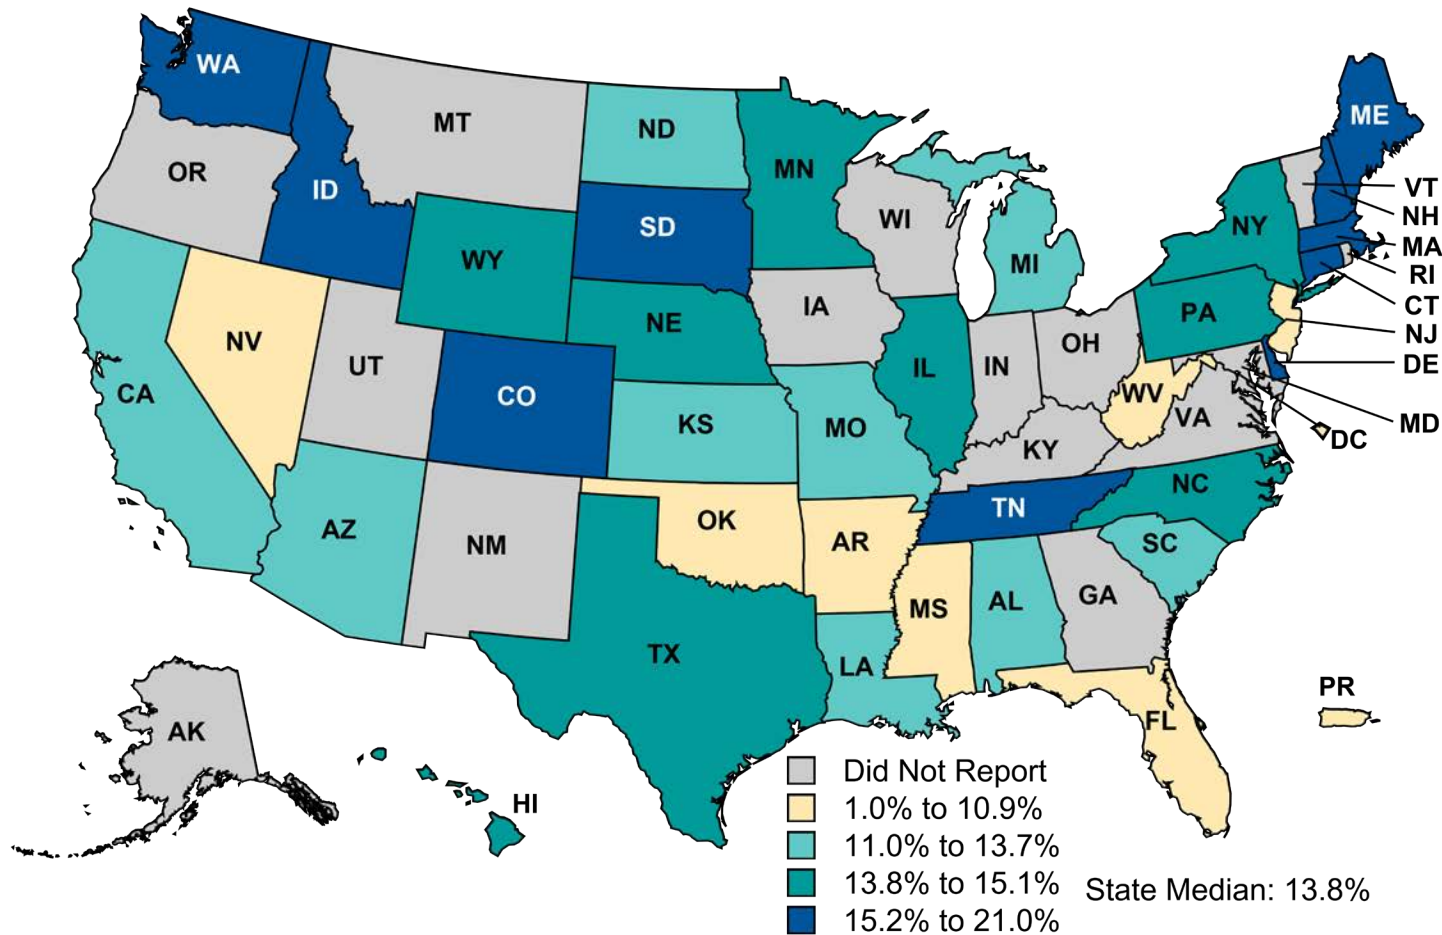 WA
ME
MT
ND
MN
OR
ID
VT
NH
WI
SD
NY
MA
WY
MI
RI
CT
IA
PA
NE
NJ
NV
OH
UT
IN
IL
DE
CO
CA
WV
VA
KS
MO
MD
DC
KY
NC
TN
OK
AZ
AR
SC
NM
MS
AL
GA
TX
LA
PR
FL
AK
HI
Did Not Report
1.0% to 10.9%
11.0% to 13.7%
13.8% to 15.1%
State Median: 13.8%
15.2% to 21.0%